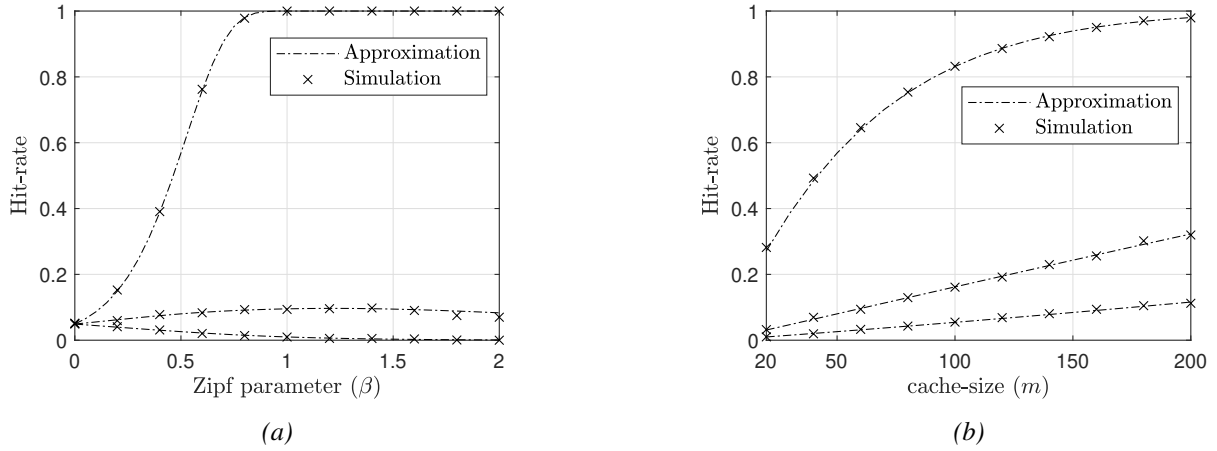 1
0.8
0.6
0.4
0.2
0
Hit-rate
Approximation
Simulation
0 0.5 1 1.5 2
Zipf parameter (β)
(a)
1
0.8
0.6
0.4
0.2
0
Hit-rate
Approximation
Simulation
20 50 100 150 200
cache-size (m)
(b)